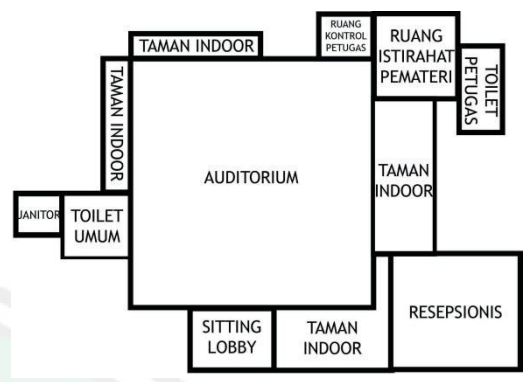 TAMAN INDOOR
RUANG
KONTROL
PETUGAS
RUANG
ISTIRAHAT
PEMATERI
TOILET
PETUGAS
TAMAN INDOOR
AUDITORIUM
TAMAN
INDOOR
JANITOR
TOILET
UMUM
SITTING
LOBBY
TAMAN
INDOOR
RESEPSIONIS